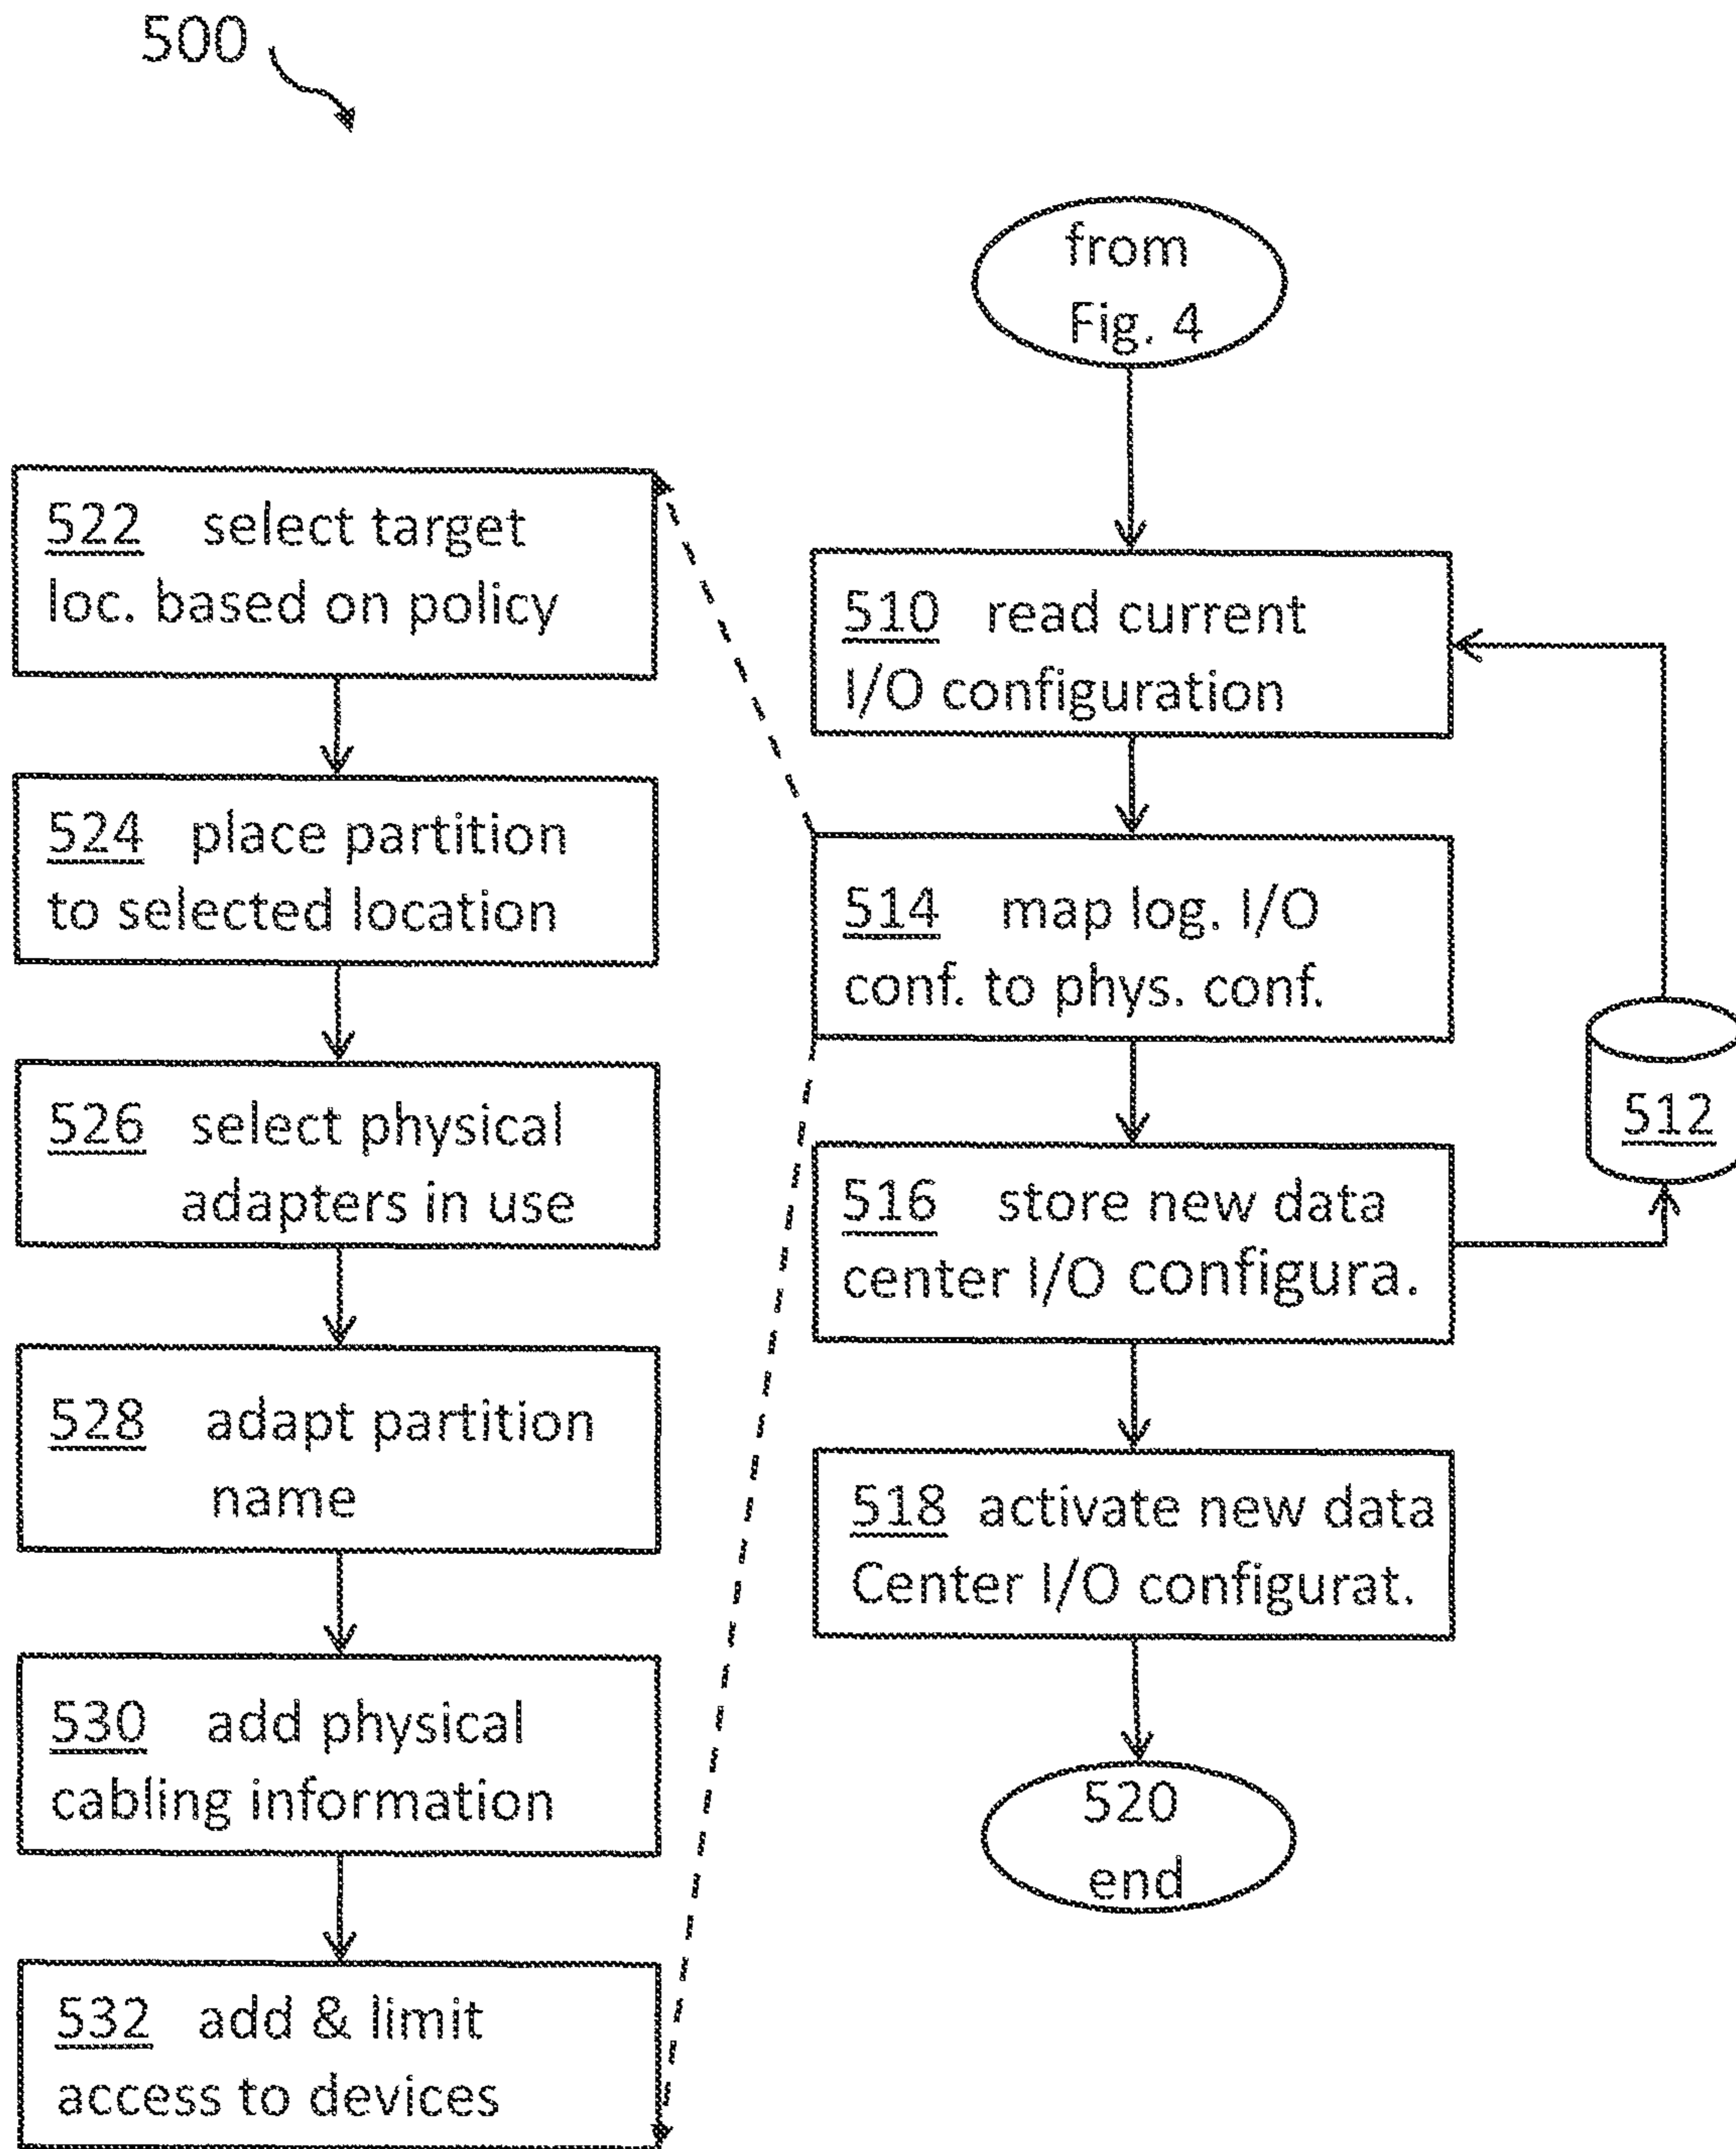 500
from
Fig. 4
510 read current
I/O configuration
514 map log. I/O
conf. to phys. conf.
512
516 store new data
center I/O configura.
518 activate new data
Center I/O configurat.
520
end
522 select target
loc. based on policy
524 place partition
to selected location
526 select physical
adapters in use
528 adapt partition
name
530 add physical
cabling information
532 add & limit
access to devices